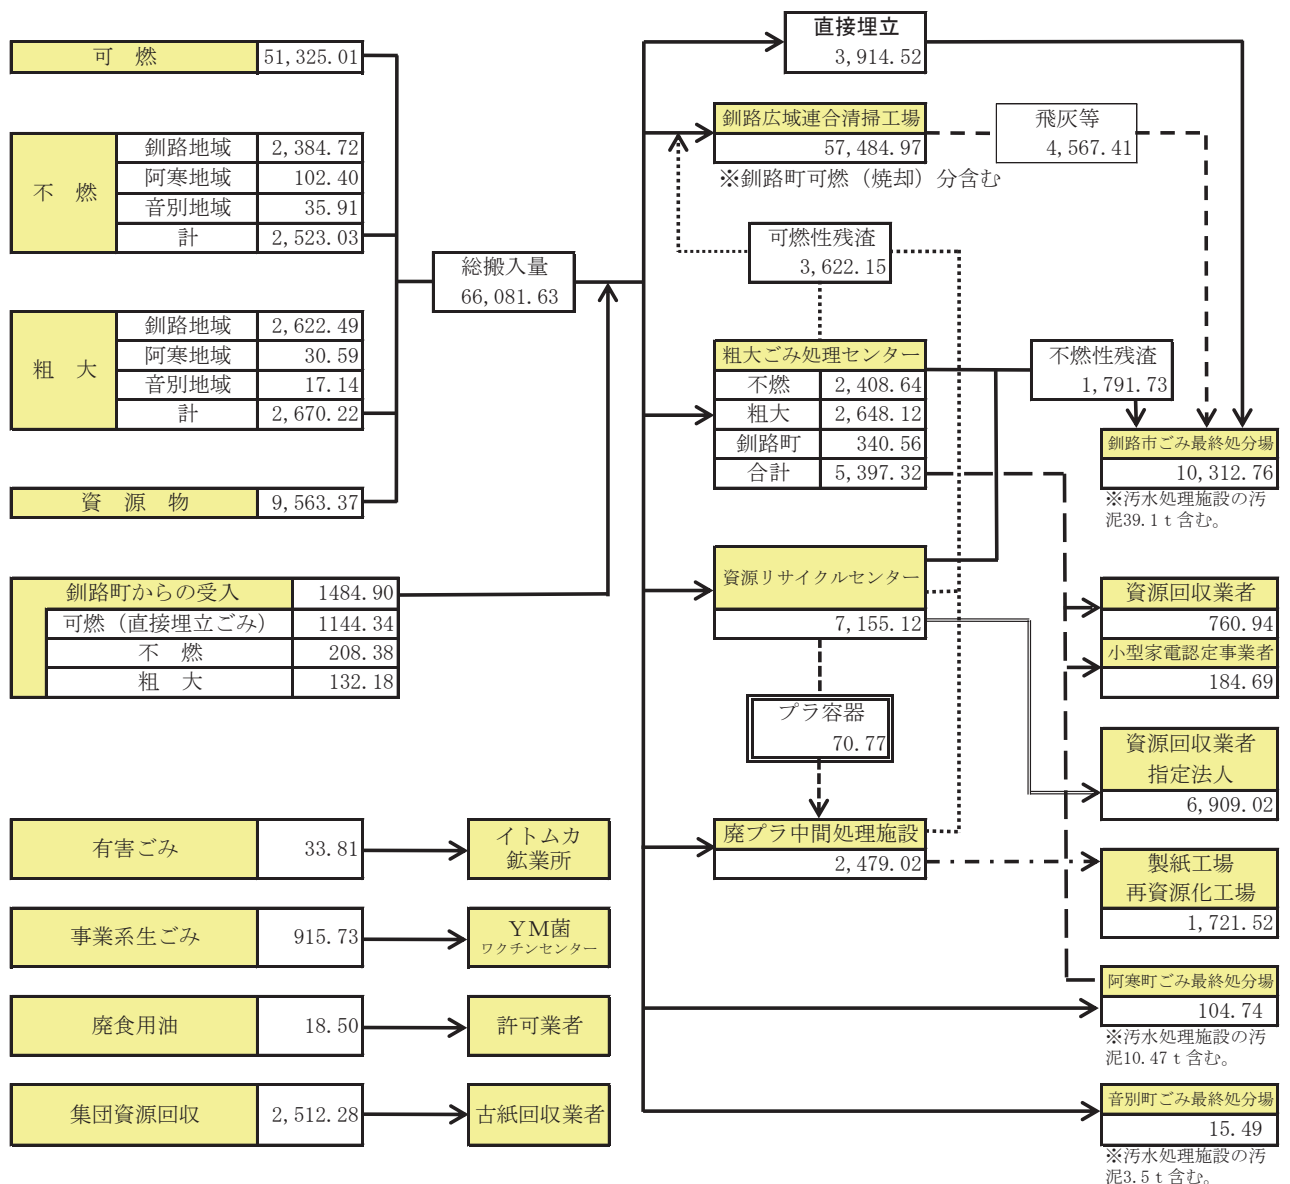 可　燃　51,325.01
不　燃
釧路地域　2,384.72
阿寒地域　102.40
音別地域　35.91
計　2,523.03
粗　大
釧路地域　2,622.49
阿寒地域　30.59
音別地域　17.14
計　2,670.22
資　源　物　9,563.37
釧路町からの受入　1484.90
可燃（直接埋立ごみ）　1144.34
不　燃　208.38
粗　大　132.18
総搬入量
66,081.63
直接埋立
3,914.52
釧路広域連合清掃工場
57,484.97
※釧路町可燃（焼却）分含む
飛灰等
4,567.41
可燃性残渣
3,622.15
粗大ごみ処理センター
不燃　2,408.64
粗大　2,648.12
釧路町　340.56
合計　5,397.32
不燃性残渣
1,791.73
釧路市ごみ最終処分場
10,312.76
※汚水処理施設の汚
泥39.1ｔ含む。
資源リサイクルセンター
7,155.12
プラ容器
70.77
廃プラ中間処理施設
2,479.02
資源回収業者
760.94
小型家電認定事業者
184.69
資源回収業者
指定法人
6,909.02
製紙工場
再資源化工場
1,721.52
阿寒町ごみ最終処分場
104.74
※汚水処理施設の汚
泥10.47ｔ含む。
音別町ごみ最終処分場
15.49
※汚水処理施設の汚
泥3.5ｔ含む。
有害ごみ　33.81
イトムカ
鉱業所
事業系生ごみ　915.73
ＹＭ菌
ワクチンセンター
廃食用油　18.50
許可業者
集団資源回収　2,512.28
古紙回収業者